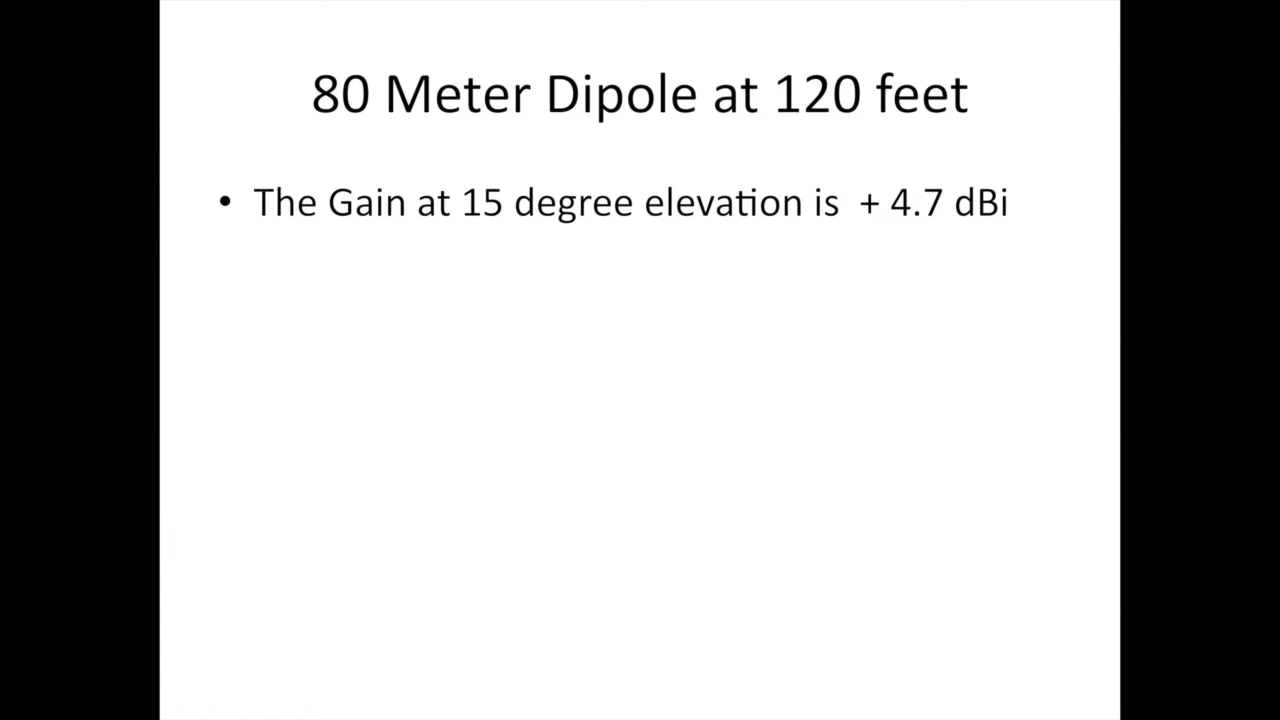 80 Meter Dipole at 120 feet
• The Gain at 15 degree elevation is  + 4.7 dBi